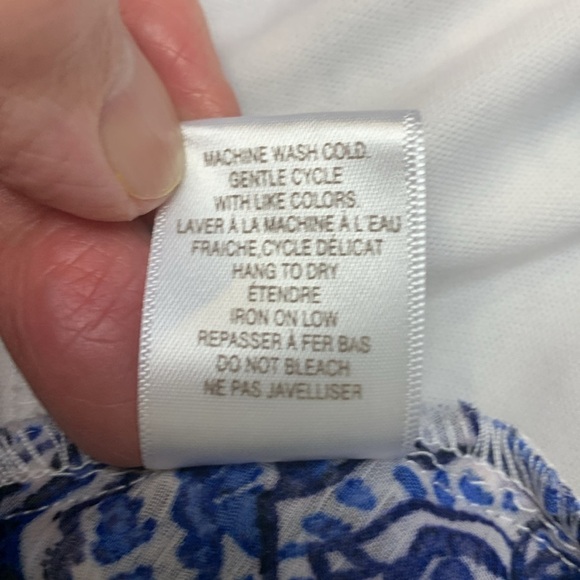 MACHINE WASH COLD.
GENTLE CYCLE
WITH LIKE COLORS
LAVER À LA MACHINE À L'EAU
FRAICHE,CYCLE DÉLICAT
HANG TO DRY
ÉTENDRE
IRON ON LOW
REPASSER À FER BAS
DO NOT BLEACH
NE PAS JAVELLISER